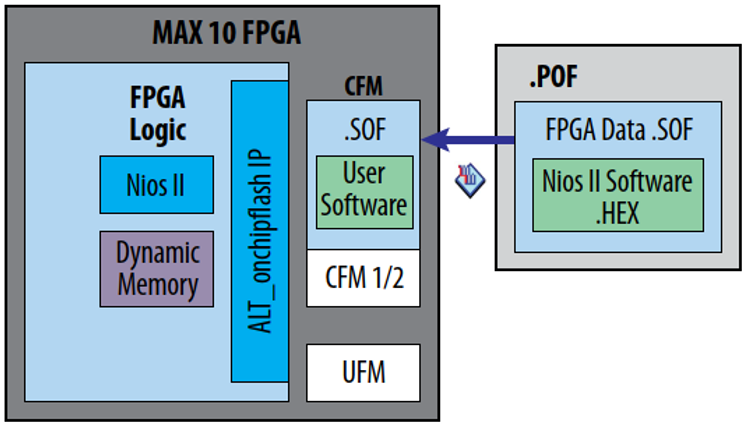 MAX 10 FPGA
FPGA
Logic
Nios II
Dynamic
Memory
ALT_onchipflash IP
CFM
.SOF
User
Software
CFM 1/2
UFM
.POF
FPGA Data .SOF
Nios II Software
.HEX